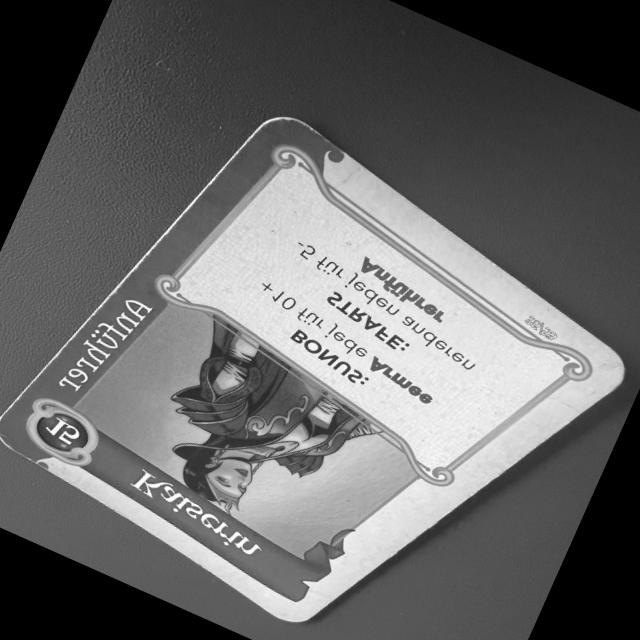 15
Kaiserin
Anführer
BONUS:
+10 für jede Armee
STRAFE:
-5 für jeden anderen
Anführer